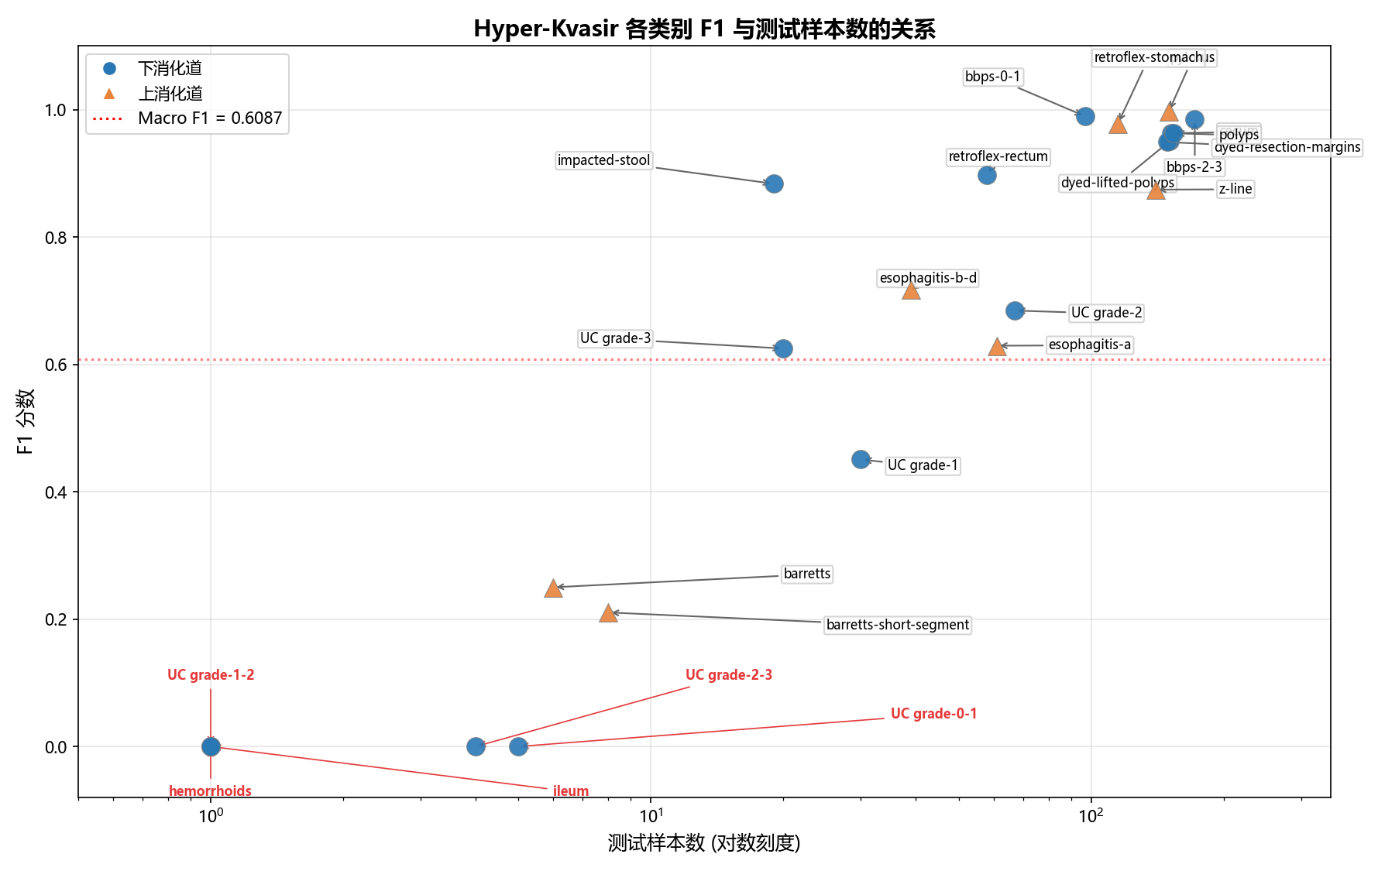 Hyper-Kvasir 各类别 F1 与测试样本数的关系
下消化道
上消化道
Macro F1 = 0.6087
retroflex-stomach
bbps-0-1
polyps
dyed-resection-margins
impacted-stool
retroflex-rectum
bbps-2-3
dyed-lifted-polyps
z-line
esophagitis-b-d
UC grade-2
UC grade-3
esophagitis-a
UC grade-1
barretts
barretts-short-segment
UC grade-1-2
UC grade-2-3
UC grade-0-1
hemorrhoids
ileum
F1 分数
1.0
0.8
0.6
0.4
0.2
0.0
10⁰
10¹
10²
测试样本数 (对数刻度)